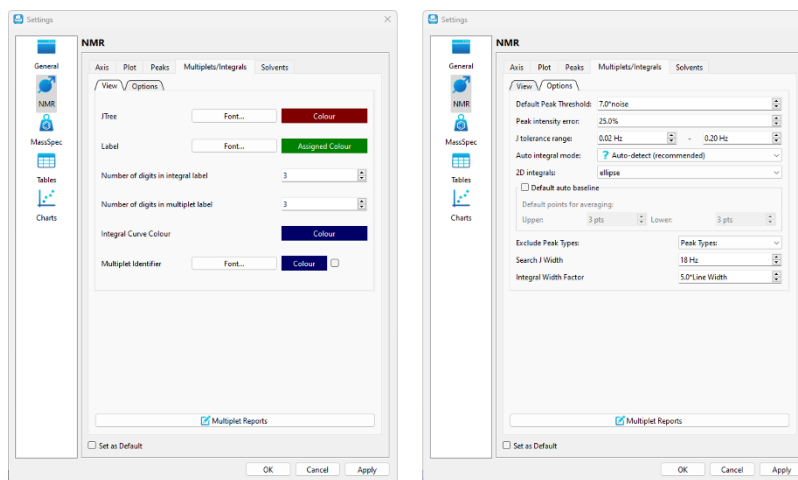 Settings
NMR
General
NMR
MassSpec
Tables
Charts
Axis Plot Peaks Multiplets/Integrals Solvents
View Options
JTree Font... Colour
Label Font... Assigned Colour
Number of digits in integral label 3
Number of digits in multiplet label 3
Integral Curve Colour Colour
Multiplet Identifier Font... Colour
Multiplet Reports
Set as Default
OK Cancel Apply
Settings
NMR
General
NMR
MassSpec
Tables
Charts
Axis Plot Peaks Multiplets/Integrals Solvents
View Options
Default Peak Threshold: 7.0*noise
Peak intensity error: 25.0%
J tolerance range: 0.02 Hz - 0.20 Hz
Auto integral mode: ? Auto-detect (recommended)
2D integrals: ellipse
Default auto baseline
Default points for averaging:
Upper: 3 pts Lower: 3 pts
Exclude Peak Types: Peak Types:
Search J Width 18 Hz
Integral Width Factor 5.0*Line Width
Multiplet Reports
Set as Default
OK Cancel Apply